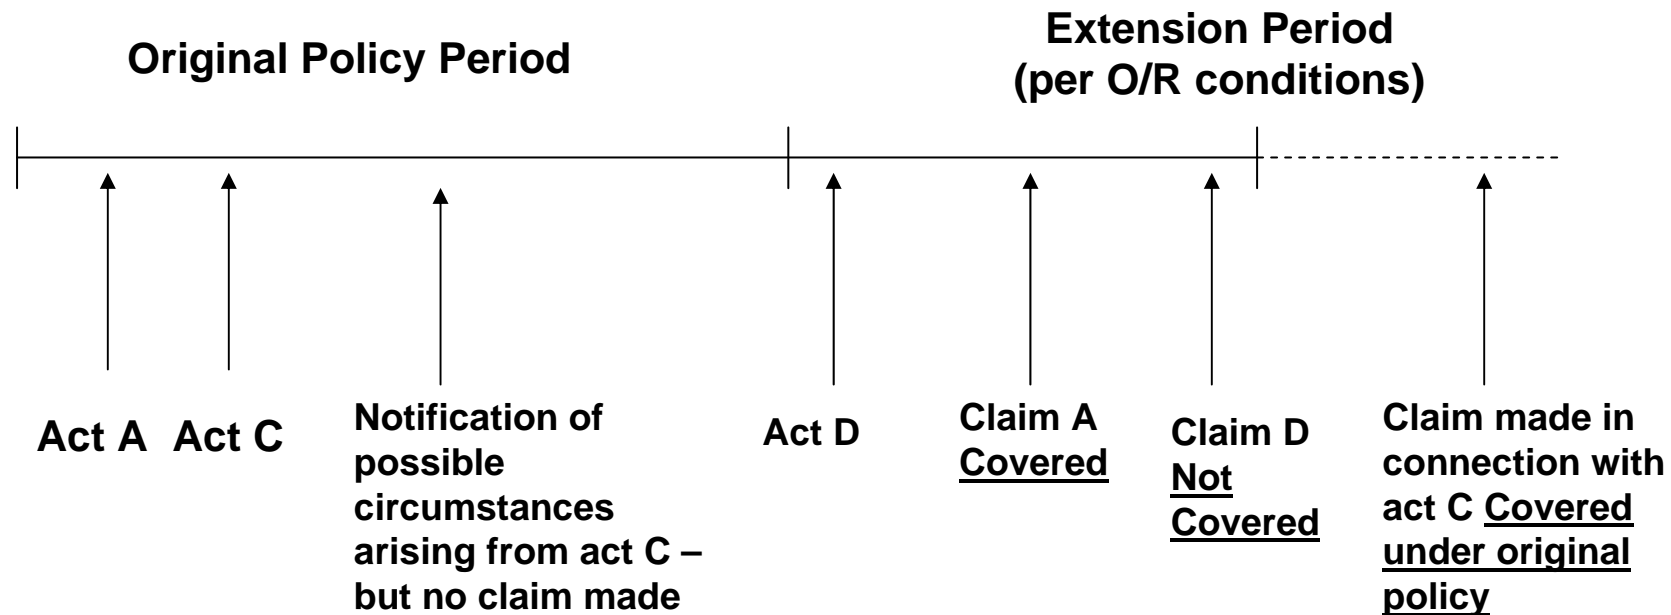 Original Policy Period
Extension Period
(per O/R conditions)
Act A
Act C
Notification of
possible
circumstances
arising from act C –
but no claim made
Act D
Claim A
Covered
Claim D
Not
Covered
Claim made in
connection with
act C Covered
under original
policy